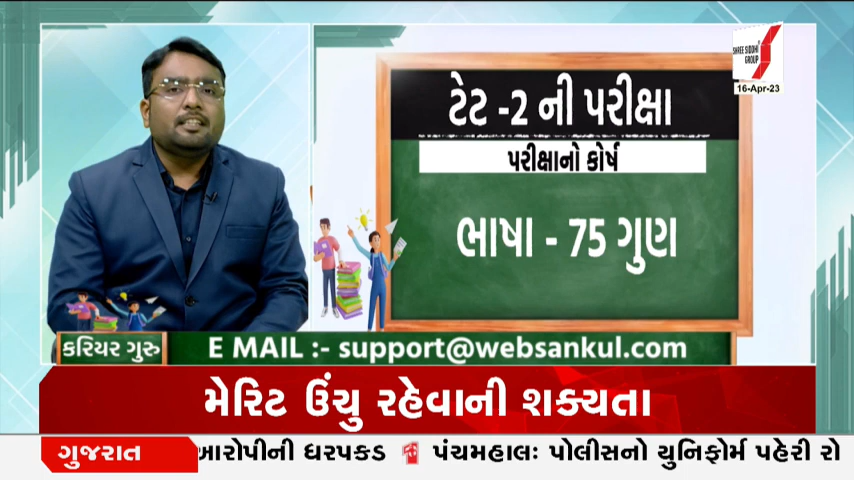 SHREE SIDDHI
GROUP
16-Apr-23
ટેટ -2 ની પરીક્ષા
પરીક્ષાનો કોર્ષ
ભાષા - 75 ગુણ
કરિયર ગુરુ
E MAIL :- support@websankul.com
મેરિટ ઉંચુ રહેવાની શક્યતા
ગુજરાત
આરોપીની ધરપકડ પંચમહાલઃ પોલીસનો યુનિફોર્મ પહેરી રો